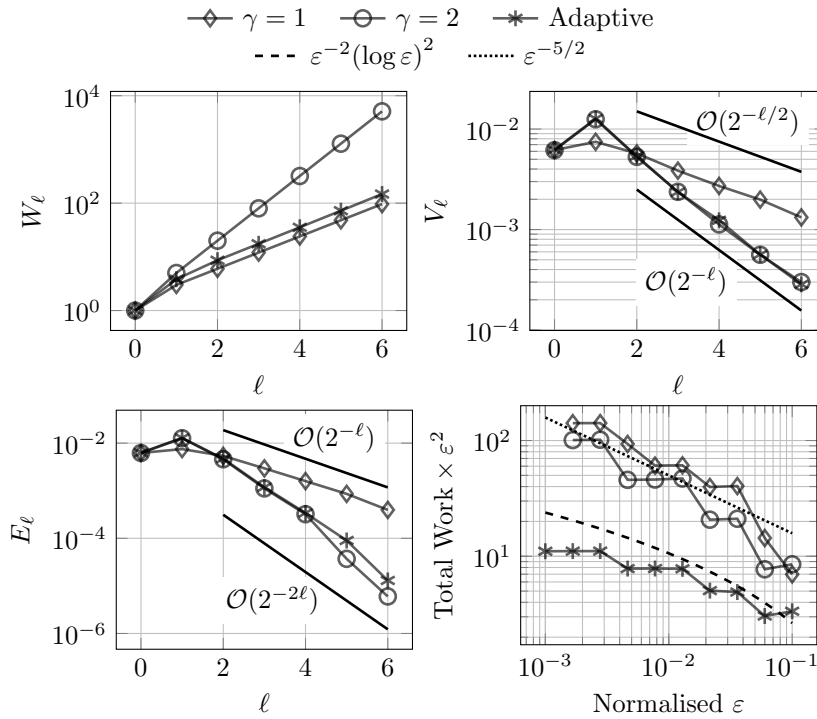 γ = 1 γ = 2 Adaptive
ε^{-2}(log ε)^2 ε^{-5/2}
10^4
10^2
10^0
W_ℓ
0 2 4 6
ℓ
10^{-2}
10^{-3}
10^{-4}
V_ℓ
O(2^{-ℓ/2})
O(2^{-ℓ})
0 2 4 6
ℓ
10^{-2}
10^{-4}
10^{-6}
E_ℓ
O(2^{-ℓ})
O(2^{-2ℓ})
0 2 4 6
ℓ
10^2
10^1
Total Work × ε^2
10^{-3} 10^{-2} 10^{-1}
Normalised ε